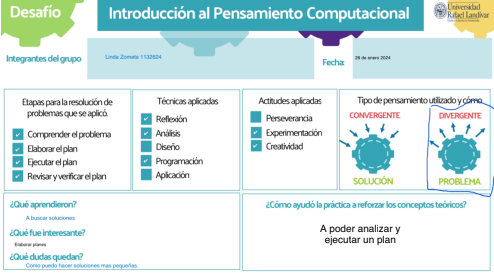 Desafío
Introducción al Pensamiento Computacional
Universidad
Rafael Landívar
Integrantes del grupo
Linda Zometa 1132624
Fecha:
26 de enero 2024
Etapas para la resolución de
problemas que se aplicó.
Comprender el problema
Elaborar el plan
Ejecutar el plan
Revisar y verificar el plan
Técnicas aplicadas
Reflexión
Análisis
Diseño
Programación
Aplicación
Actitudes aplicadas
Perseverancia
Experimentación
Creatividad
Tipo de pensamiento utilizado y cómo
CONVERGENTE
SOLUCIÓN
DIVERGENTE
PROBLEMA
¿Qué aprendieron?
A buscar soluciones
¿Qué fue interesante?
Elaborar planes
¿Qué dudas quedan?
Como puedo hacer soluciones mas pequeñas.
¿Cómo ayudó la práctica a reforzar los conceptos teóricos?
A poder analizar y
ejecutar un plan